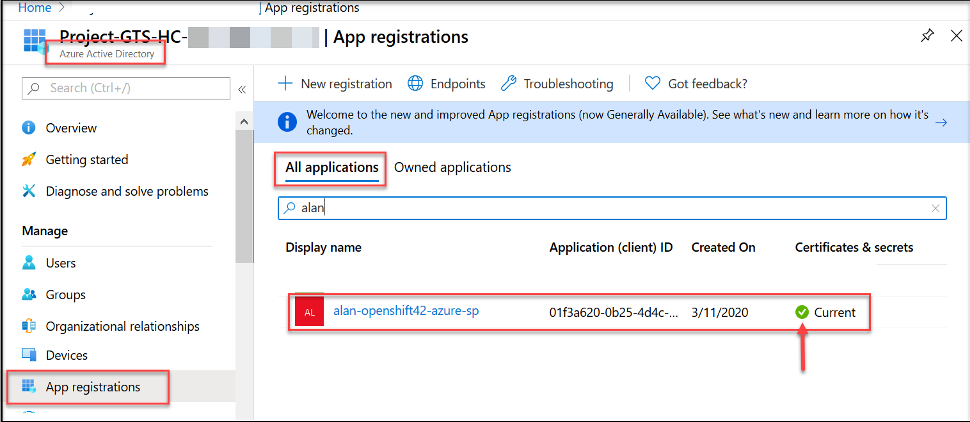 Home > | App registrations
Project-GTS-HC- | App registrations
Azure Active Directory
Search (Ctrl+/)
Overview
Getting started
Diagnose and solve problems
Manage
Users
Groups
Organizational relationships
Devices
App registrations
New registration Endpoints Troubleshooting Got feedback?
Welcome to the new and improved App registrations (now Generally Available). See what's new and learn more on how it's
changed.
All applications Owned applications
alan
Display name Application (client) ID Created On Certificates & secrets
AL alan-openshift42-azure-sp 01f3a620-0b25-4d4c-... 3/11/2020 Current